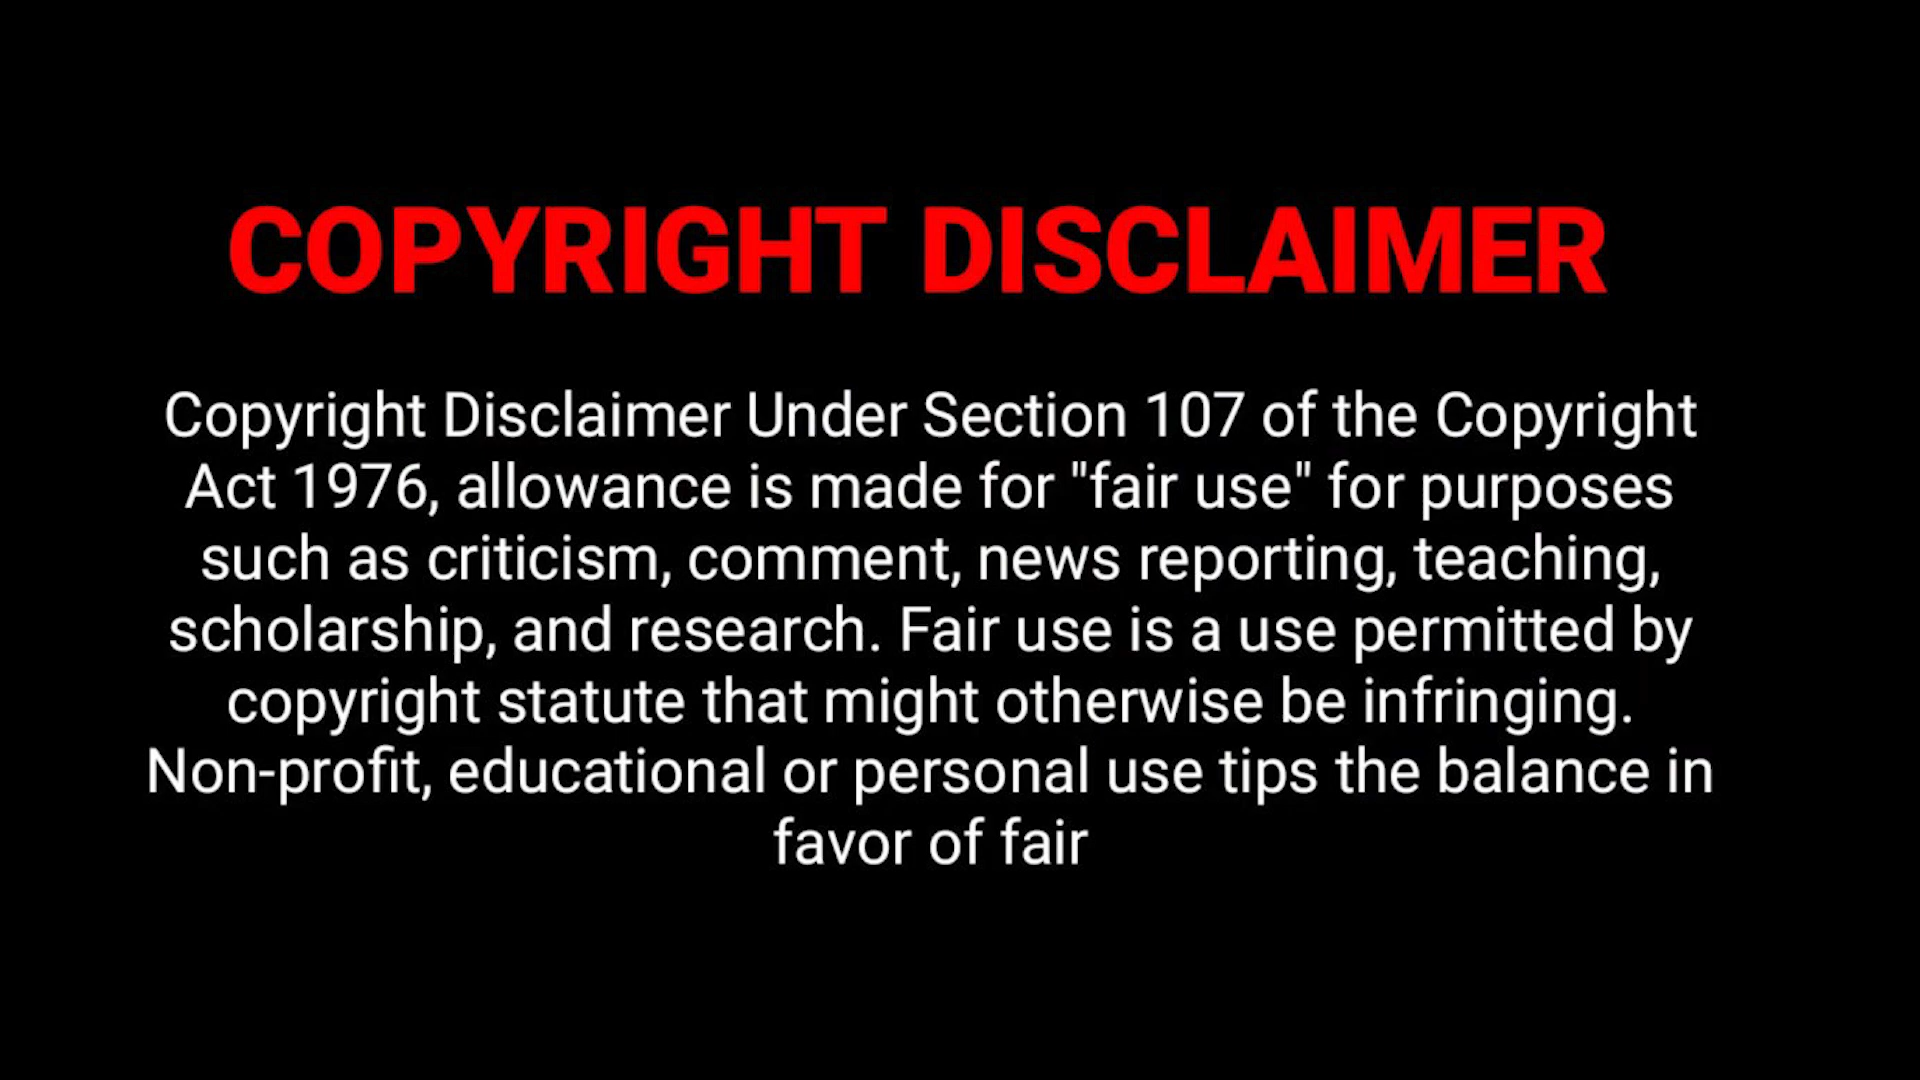 COPYRIGHT DISCLAIMER
Copyright Disclaimer Under Section 107 of the Copyright
Act 1976, allowance is made for "fair use" for purposes
such as criticism, comment, news reporting, teaching,
scholarship, and research. Fair use is a use permitted by
copyright statute that might otherwise be infringing.
Non-profit, educational or personal use tips the balance in
favor of fair